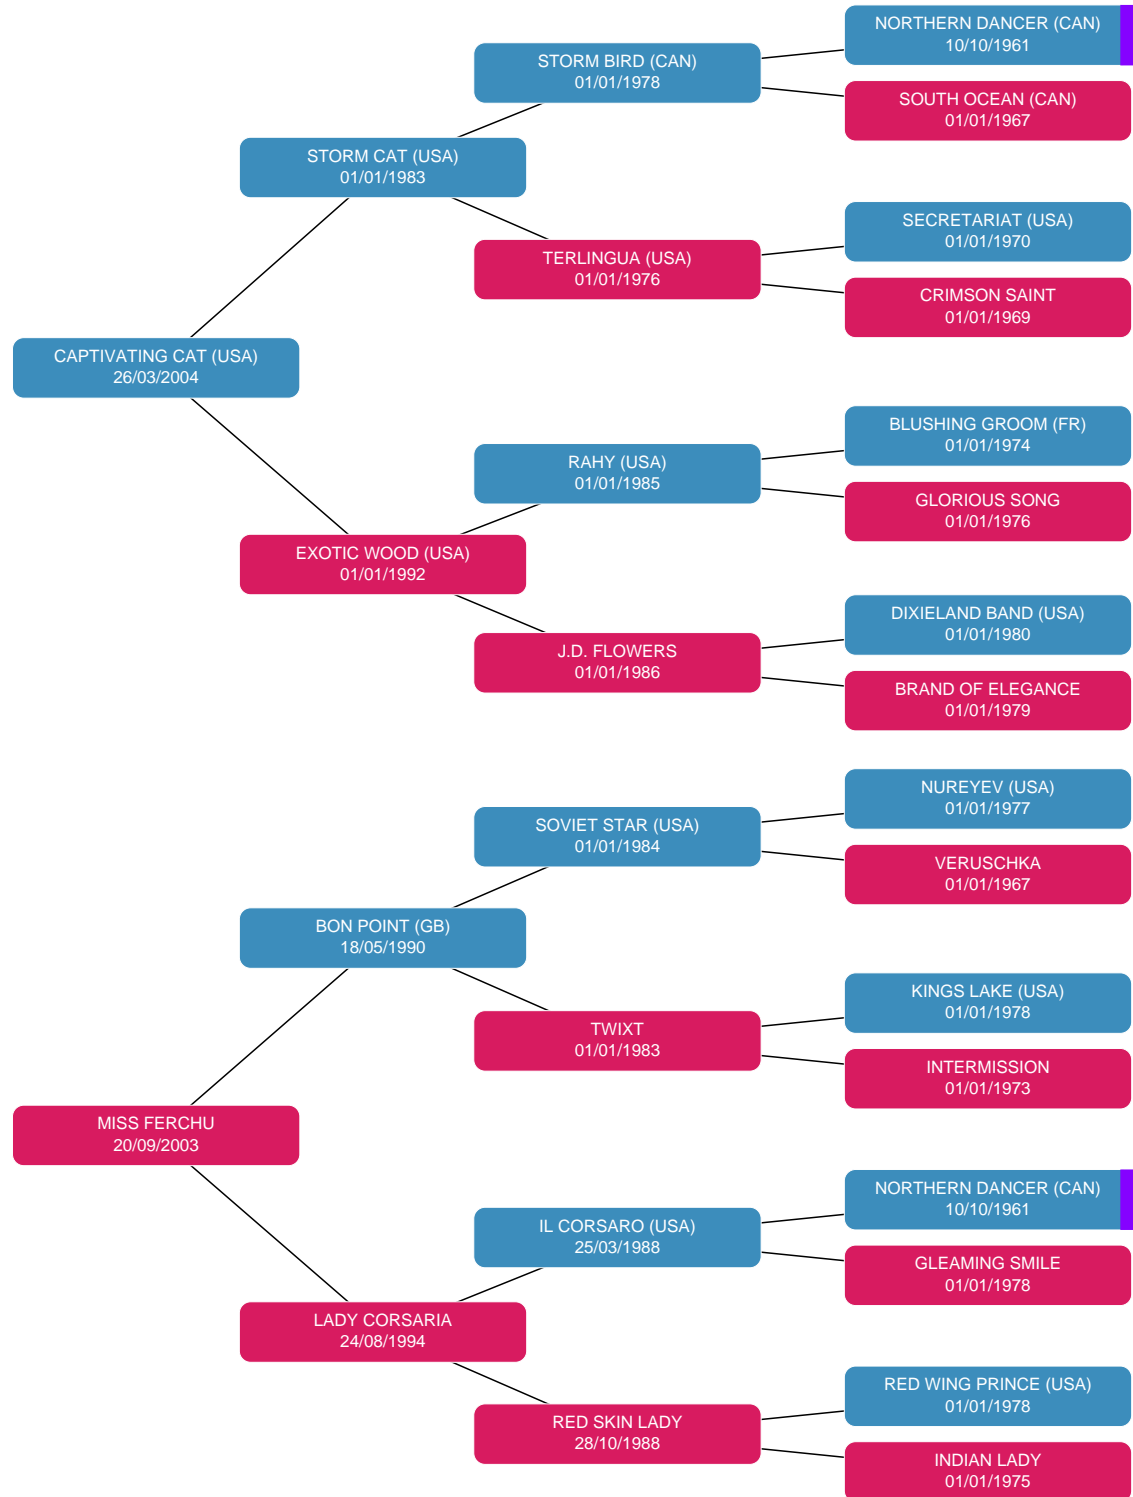 NORTHERN DANCER (CAN)
10/10/1961
STORM BIRD (CAN)
01/01/1978
SOUTH OCEAN (CAN)
01/01/1967
STORM CAT (USA)
01/01/1983
SECRETARIAT (USA)
01/01/1970
TERLINGUA (USA)
01/01/1976
CRIMSON SAINT
01/01/1969
CAPTIVATING CAT (USA)
26/03/2004
BLUSHING GROOM (FR)
01/01/1974
RAHY (USA)
01/01/1985
GLORIOUS SONG
01/01/1976
EXOTIC WOOD (USA)
01/01/1992
DIXIELAND BAND (USA)
01/01/1980
J.D. FLOWERS
01/01/1986
BRAND OF ELEGANCE
01/01/1979
NUREYEV (USA)
01/01/1977
SOVIET STAR (USA)
01/01/1984
VERUSCHKA
01/01/1967
BON POINT (GB)
18/05/1990
KINGS LAKE (USA)
01/01/1978
TWIXT
01/01/1983
INTERMISSION
01/01/1973
MISS FERCHU
20/09/2003
NORTHERN DANCER (CAN)
10/10/1961
IL CORSARO (USA)
25/03/1988
GLEAMING SMILE
01/01/1978
LADY CORSARIA
24/08/1994
RED WING PRINCE (USA)
01/01/1978
RED SKIN LADY
28/10/1988
INDIAN LADY
01/01/1975